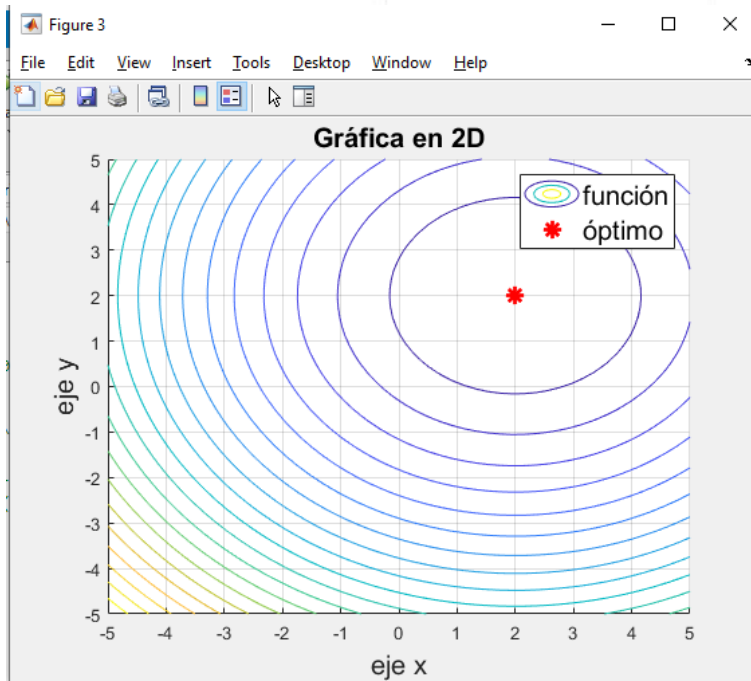 Figure 3
File Edit View Insert Tools Desktop Window Help
Gráfica en 2D
función
óptimo
5
4
3
2
1
0
-1
-2
-3
-4
-5
eje y
-5 -4 -3 -2 -1 0 1 2 3 4 5
eje x